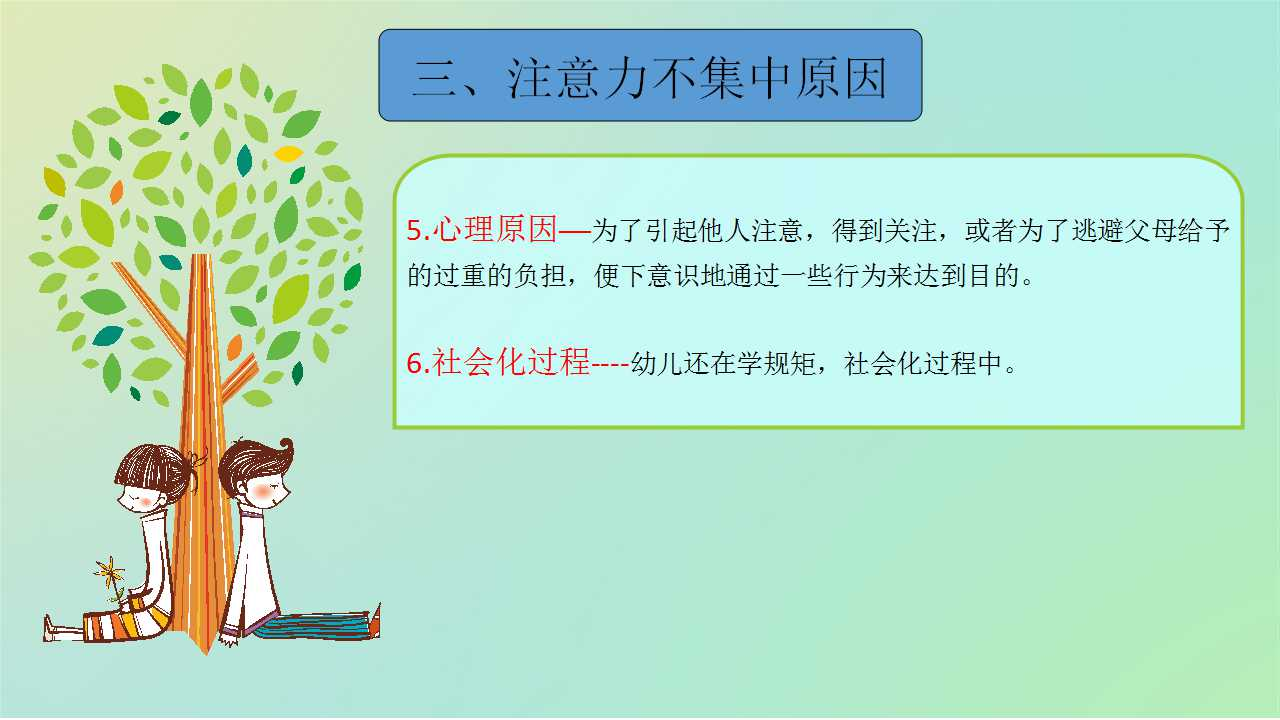 三、注意力不集中原因
5.心理原因—为了引起他人注意，得到关注，或者为了逃避父母给予
的过重的负担，便下意识地通过一些行为来达到目的。
6.社会化过程----幼儿还在学规矩，社会化过程中。